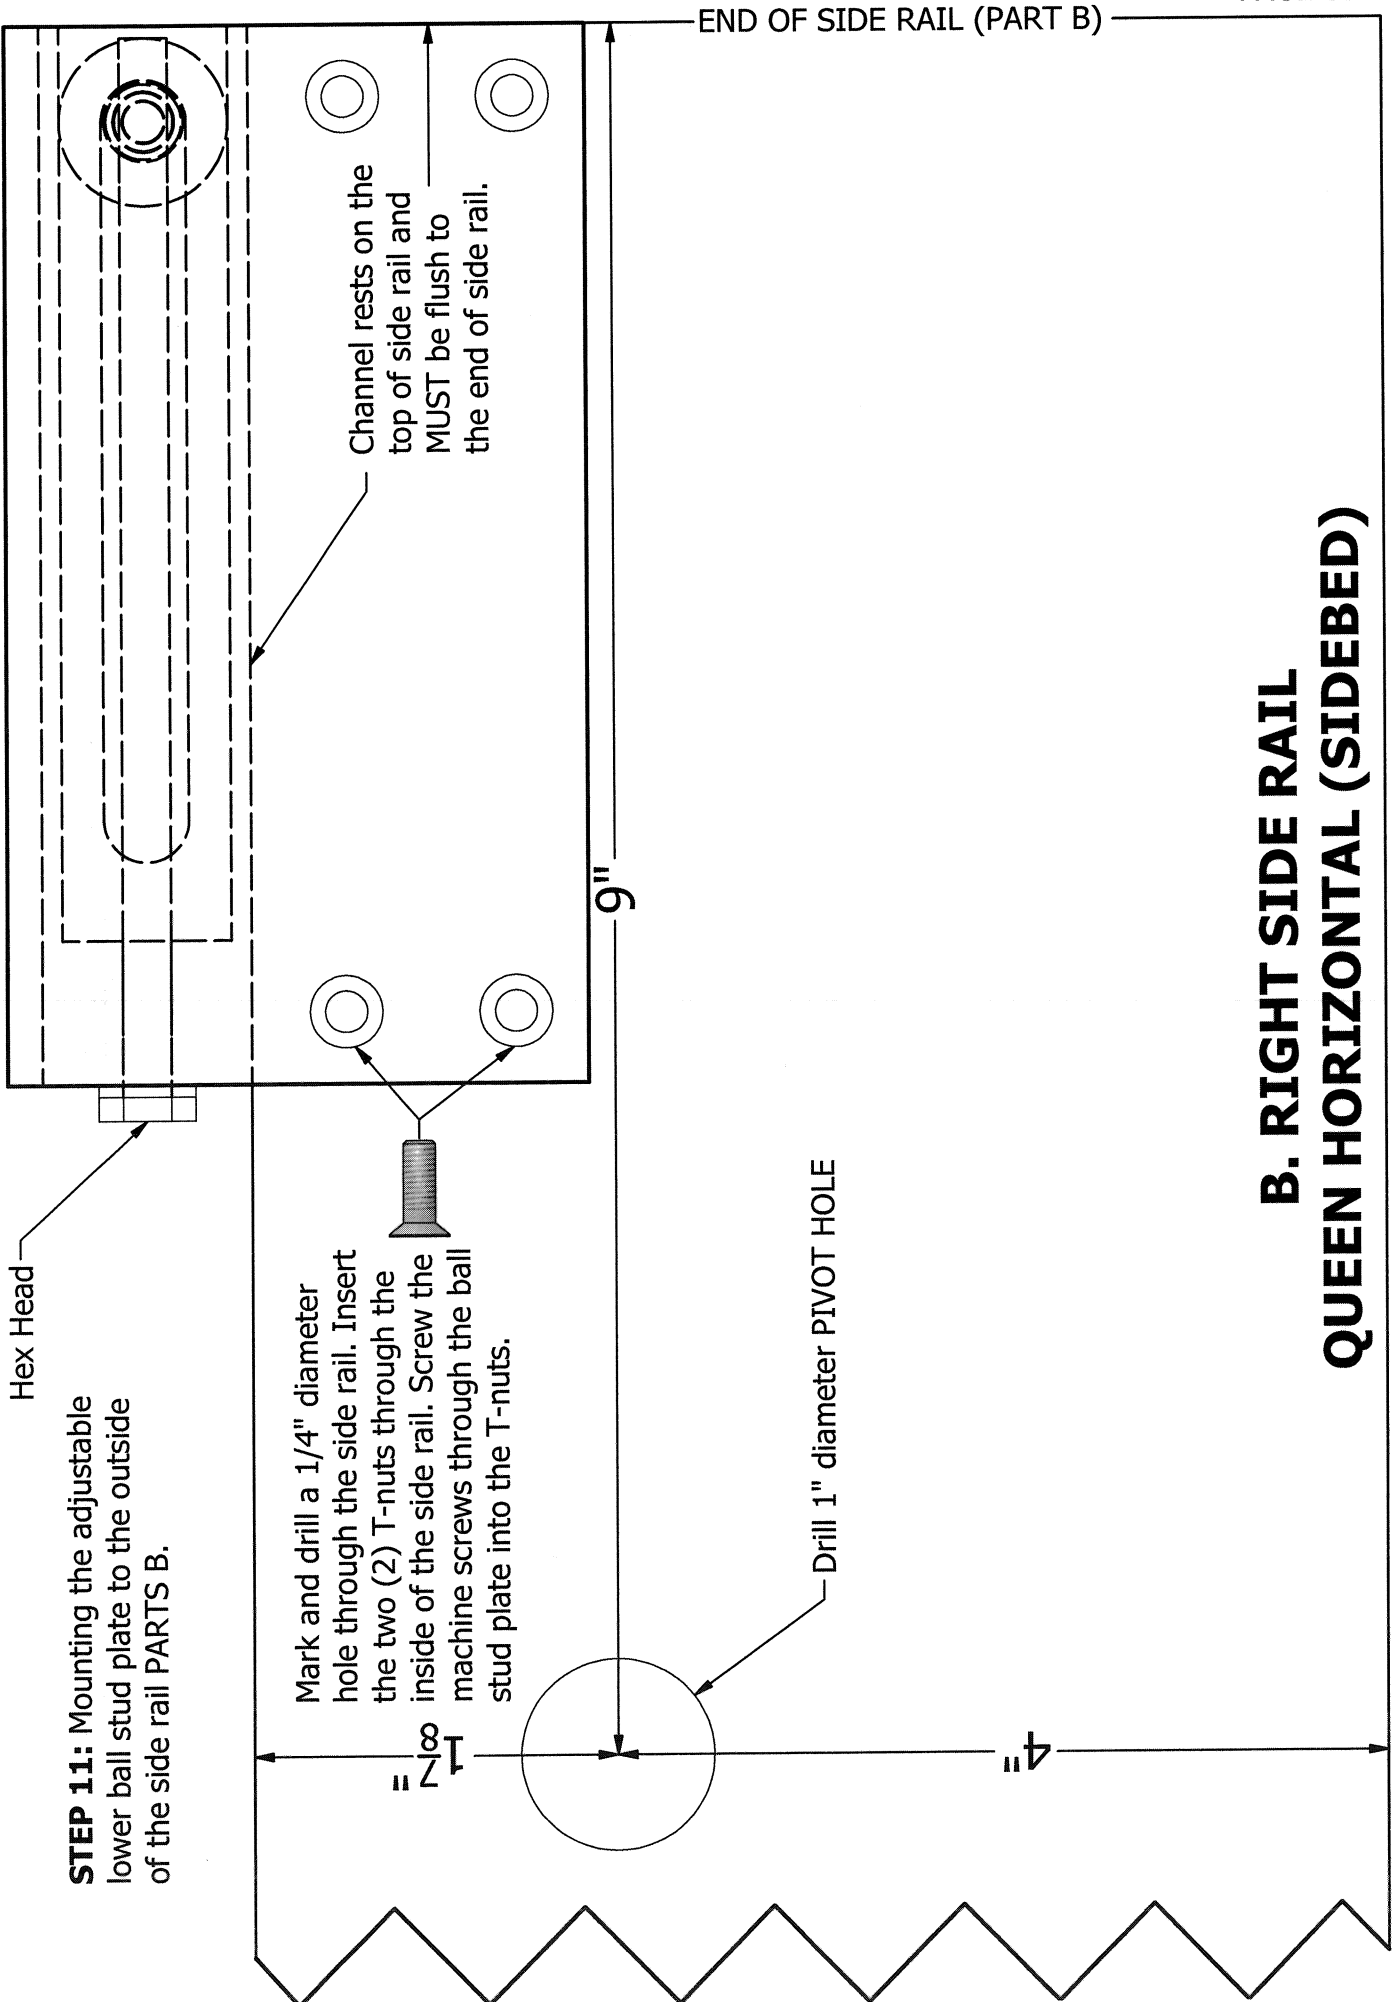 END OF SIDE RAIL (PART B)
Hex Head
STEP 11: Mounting the adjustable
lower ball stud plate to the outside
of the side rail PARTS B.
Channel rests on the
top of side rail and
MUST be flush to
the end of side rail.
Mark and drill a 1/4" diameter
hole through the side rail. Insert
the two (2) T-nuts through the
inside of the side rail. Screw the
machine screws through the ball
stud plate into the T-nuts.
9"
1 7/8"
4"
Drill 1" diameter PIVOT HOLE
B. RIGHT SIDE RAIL
QUEEN HORIZONTAL (SIDEBED)